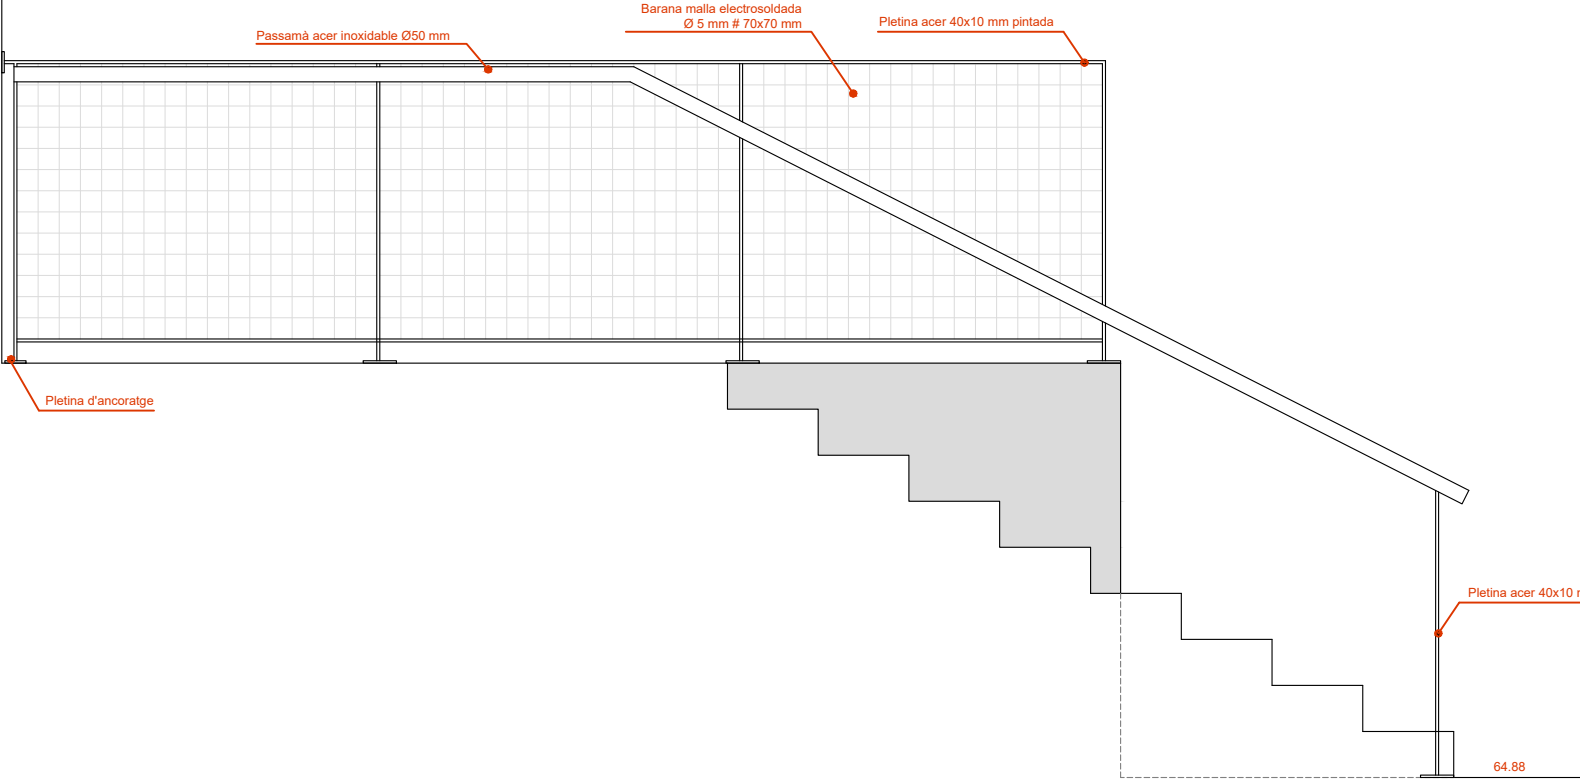 Barana malla electrosoldada
Ø 5 mm # 70x70 mm
Pletina acer 40x10 mm pintada
Passamà acer inoxidable Ø50 mm
Pletina d'ancoratge
Pletina acer 40x10
64.88